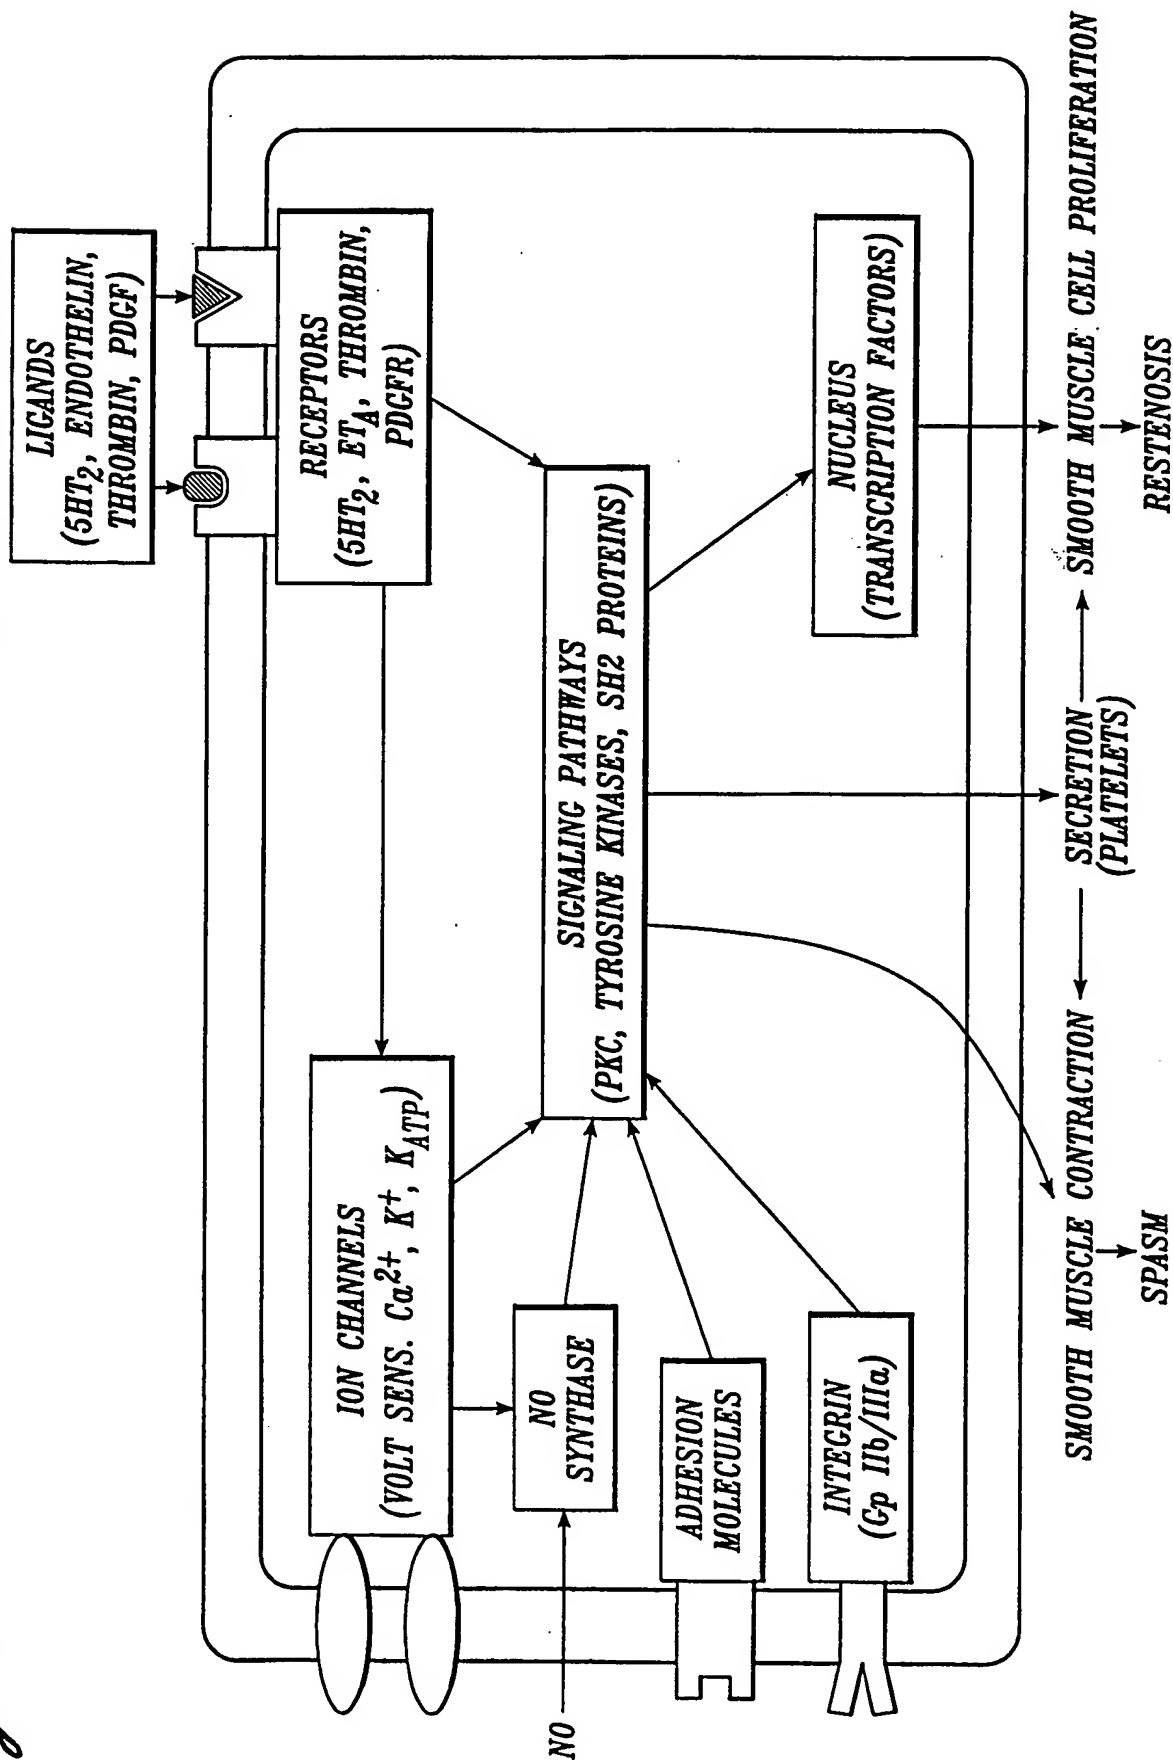 LIGANDS
(5HT₂, ENDOTHELIN,
THROMBIN, PDGF)
RECEPTORS
(5HT₂, ET_A, THROMBIN,
PDGFR)
ION CHANNELS
(VOLT SENS. Ca²⁺, K⁺, K_ATP)
NO
SYNTHASE
NO
SIGNALING PATHWAYS
(PKC, TYROSINE KINASES, SH2 PROTEINS)
ADHESION
MOLECULES
INTEGRIN
(Gp IIb/IIIa)
NUCLEUS
(TRANSCRIPTION FACTORS)
SMOOTH MUSCLE CONTRACTION
SECRETION
(PLATELETS)
SMOOTH MUSCLE CELL PROLIFERATION
SPASM
RESTENOSIS